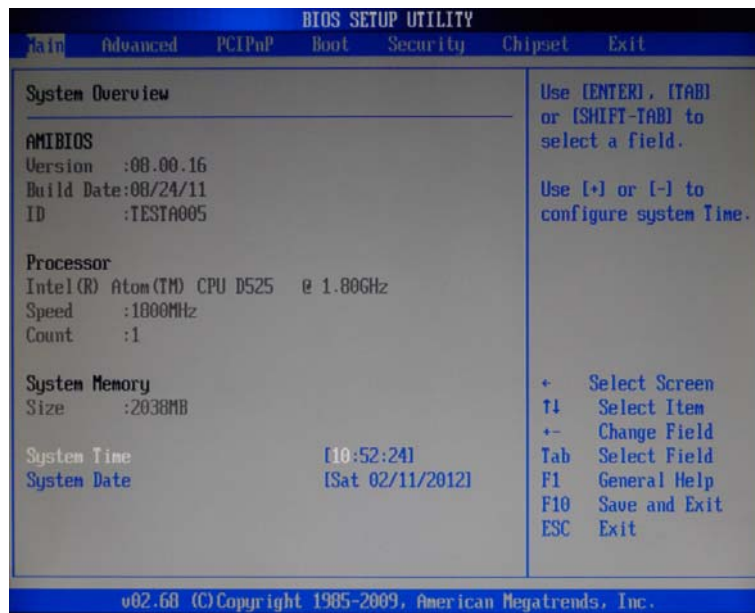 BIOS SETUP UTILITY
Main Advanced PCIPnP Boot Security Chipset Exit
System Overview
AMIBIOS
Version :08.00.16
Build Date:08/24/11
ID :TESTA005
Processor
Intel(R) Atom(TM) CPU D525 @ 1.80GHz
Speed :1800MHz
Count :1
System Memory
Size :2038MB
System Time [10:52:24]
System Date [Sat 02/11/2012]
Use [ENTER], [TAB]
or [SHIFT-TAB] to
select a field.
Use [+] or [-] to
configure system Time.
← Select Screen
↑↓ Select Item
+- Change Field
Tab Select Field
F1 General Help
F10 Save and Exit
ESC Exit
v02.68 (C)Copyright 1985-2009, American Megatrends, Inc.